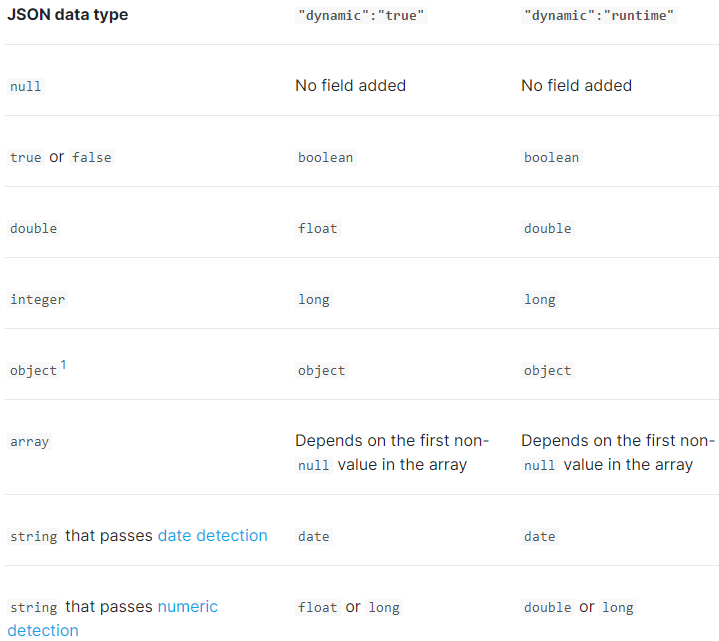 JSON data type "dynamic":"true" "dynamic":"runtime"
null No field added No field added
true or false boolean boolean
double float double
integer long long
object1 object object
array Depends on the first non- Depends on the first non-
null value in the array null value in the array
string that passes date detection date date
string that passes numeric float or long double or long
detection